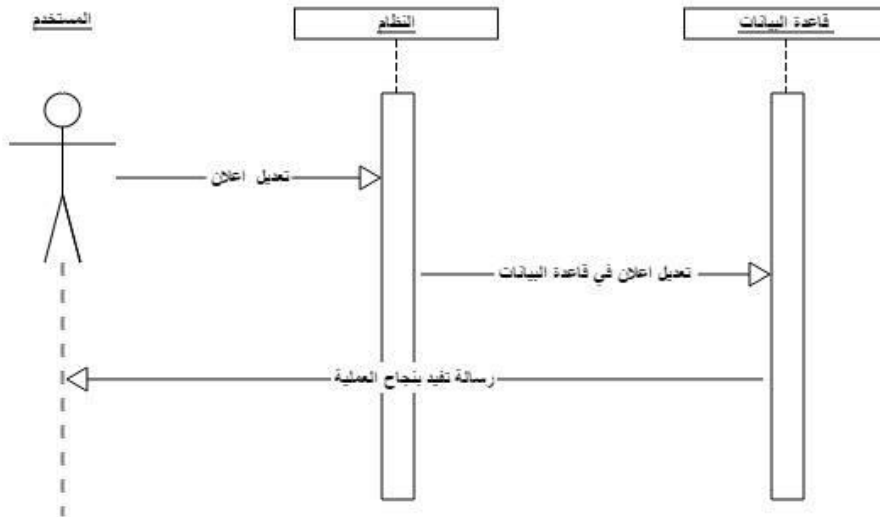 المستخدم
النظام
قاعدة البيانات
تعديل اعلان
تعديل اعلان في قاعدة البيانات
رسالة تفيد بنجاح العملية